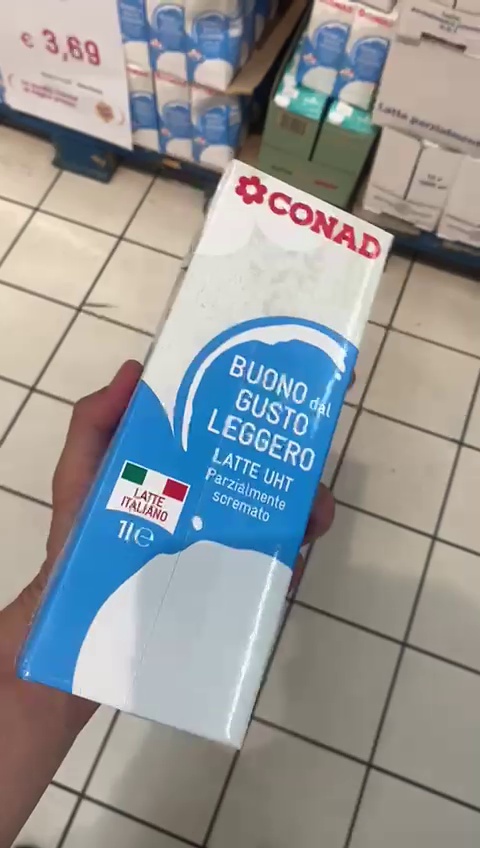 € 3,69
CONAD
BUONO dal
GUSTO
LEGGERO
LATTE UHT
Parzialmente
scremato
LATTE
ITALIANO
1l e
Latte parzialmente